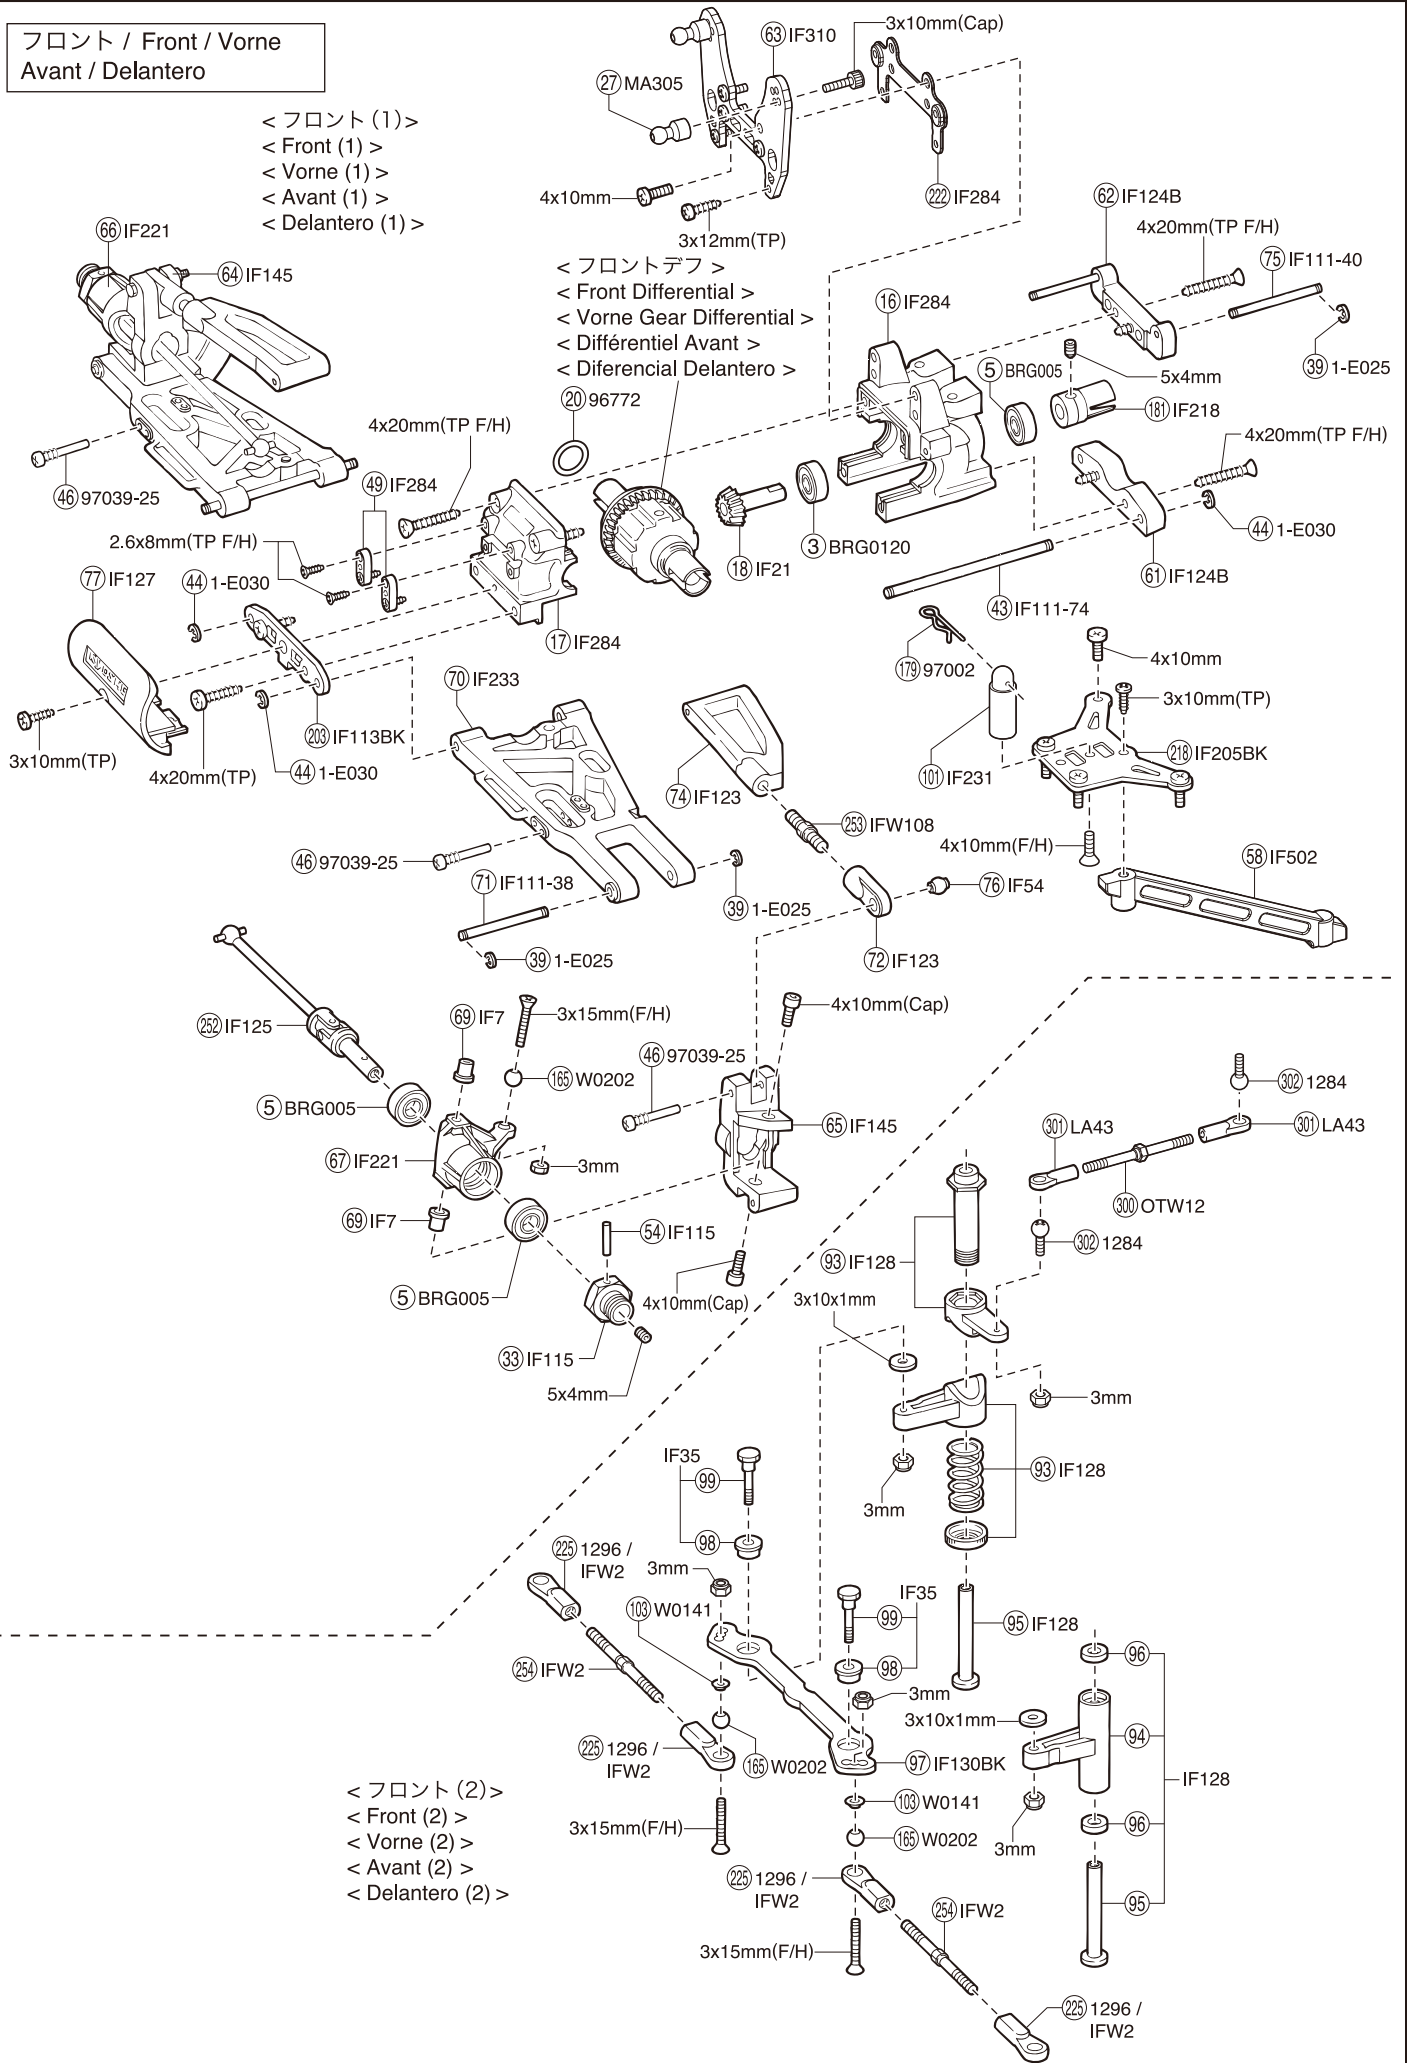 フロント / Front / Vorne
Avant / Delantero
< フロント (1) >
< Front (1) >
< Vorne (1) >
< Avant (1) >
< Delantero (1) >
63 IF310
3x10mm(Cap)
27 MA305
4x10mm
3x12mm(TP)
222 IF284
62 IF124B
4x20mm(TP F/H)
75 IF111-40
39 1-E025
66 IF221
64 IF145
46 97039-25
< フロントデフ >
< Front Differential >
< Vorne Gear Differential >
< Différentiel Avant >
< Diferencial Delantero >
16 IF284
5 BRG005
5x4mm
181 IF218
20 96772
4x20mm(TP F/H)
4x20mm(TP F/H)
49 IF284
2.6x8mm(TP F/H)
44 1-E030
77 IF127
44 1-E030
3 BRG0120
18 IF21
61 IF124B
43 IF111-74
17 IF284
KYOSHO
179 97002
4x10mm
3x10mm(TP)
70 IF233
203 IF113BK
3x10mm(TP)
4x20mm(TP)
44 1-E030
218 IF205BK
101 IF231
74 IF123
253 IFW108
4x10mm(F/H)
58 IF502
46 97039-25
71 IF111-38
39 1-E025
76 IF54
39 1-E025
72 IF123
252 IF125
69 IF7
3x15mm(F/H)
4x10mm(Cap)
46 97039-25
165 W0202
5 BRG005
65 IF145
67 IF221
3mm
69 IF7
54 IF115
5 BRG005
4x10mm(Cap)
33 IF115
5x4mm
302 1284
301 LA43
301 LA43
300 OTW12
302 1284
93 IF128
3x10x1mm
3mm
3mm
93 IF128
IF35
99
98
225 1296 /
IFW2
3mm
103 W0141
IF35
99
98
95 IF128
96
254 IFW2
3mm
3x10x1mm
94
225 1296 /
IFW2
165 W0202
97 IF130BK
IF128
< フロント (2) >
< Front (2) >
< Vorne (2) >
< Avant (2) >
< Delantero (2) >
103 W0141
3x15mm(F/H)
165 W0202
96
3mm
225 1296 /
IFW2
254 IFW2
95
3x15mm(F/H)
225 1296 /
IFW2